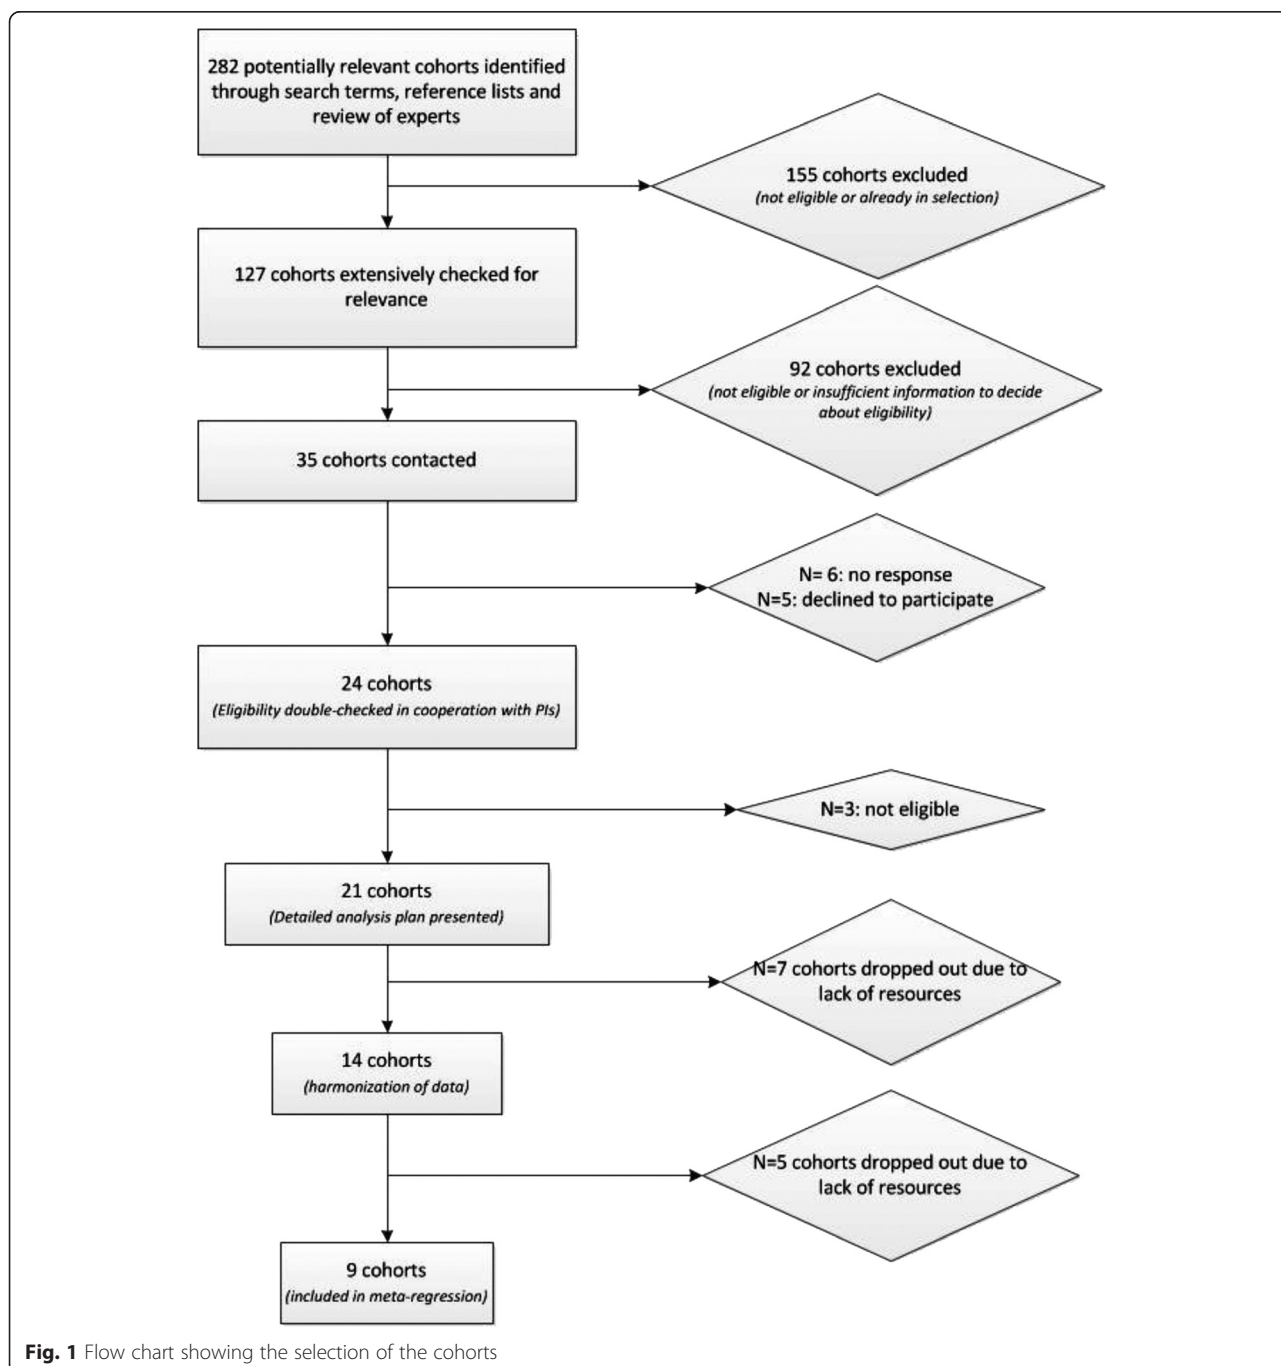 282 potentially relevant cohorts identified
through search terms, reference lists and
review of experts
155 cohorts excluded
(not eligible or already in selection)
127 cohorts extensively checked for
relevance
92 cohorts excluded
(not eligible or insufficient information to decide
about eligibility)
35 cohorts contacted
N= 6: no response
N=5: declined to participate
24 cohorts
(Eligibility double-checked in cooperation with PIs)
N=3: not eligible
21 cohorts
(Detailed analysis plan presented)
N=7 cohorts dropped out due to
lack of resources
14 cohorts
(harmonization of data)
N=5 cohorts dropped out due to
lack of resources
9 cohorts
(included in meta-regression)
Fig. 1 Flow chart showing the selection of the cohorts